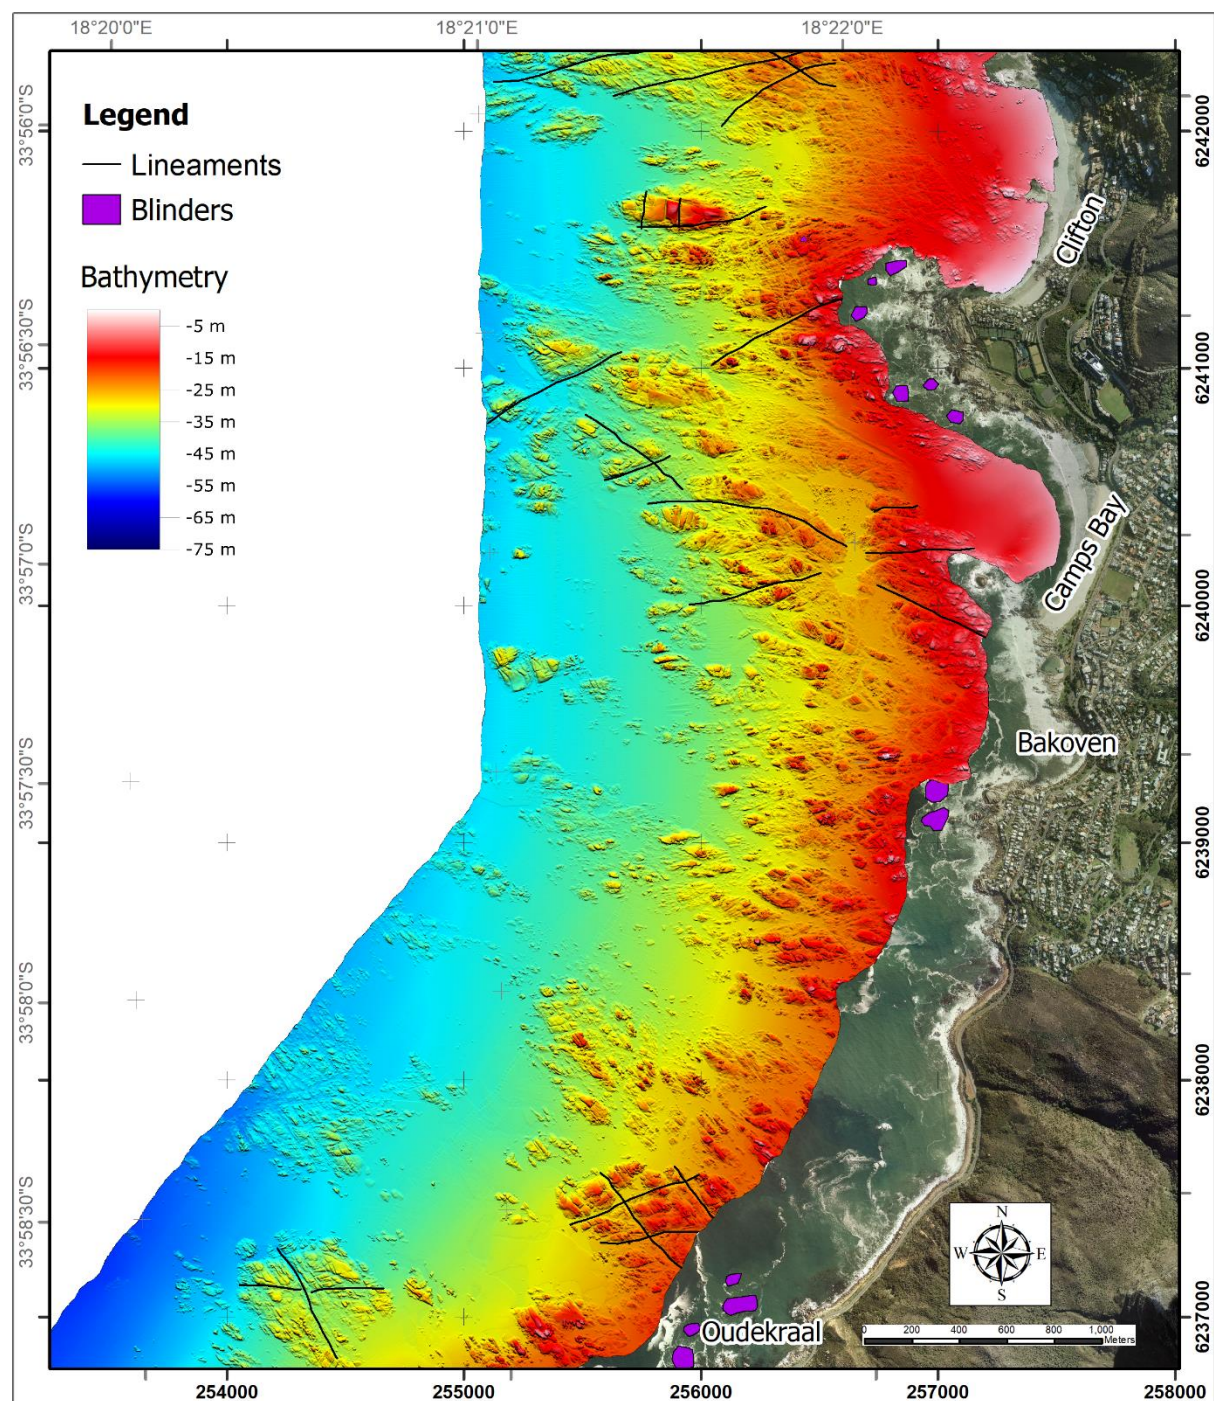 18°20'0"E 18°21'0"E 18°22'0"E
Legend
Lineaments
Blinders
Bathymetry
-5 m
-15 m
-25 m
-35 m
-45 m
-55 m
-65 m
-75 m
33°56'0"S
33°56'30"S
33°57'0"S
33°57'30"S
33°58'0"S
33°58'30"S
Clifton
Camps Bay
Bakoven
Oudekraal
6242000
6241000
6240000
6239000
6238000
6237000
N
W E
S
0 200 400 600 800 1,000
Meters
254000 255000 256000 257000 258000